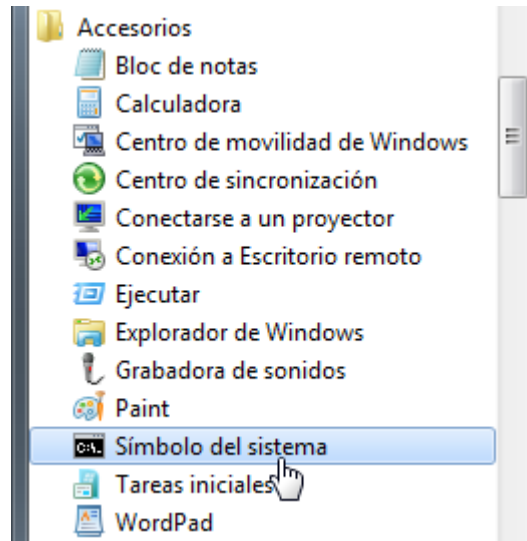 Accesorios
Bloc de notas
Calculadora
Centro de movilidad de Windows
Centro de sincronización
Conectarse a un proyector
Conexión a Escritorio remoto
Ejecutar
Explorador de Windows
Grabadora de sonidos
Paint
C:\. Símbolo del sistema
Tareas iniciales
WordPad